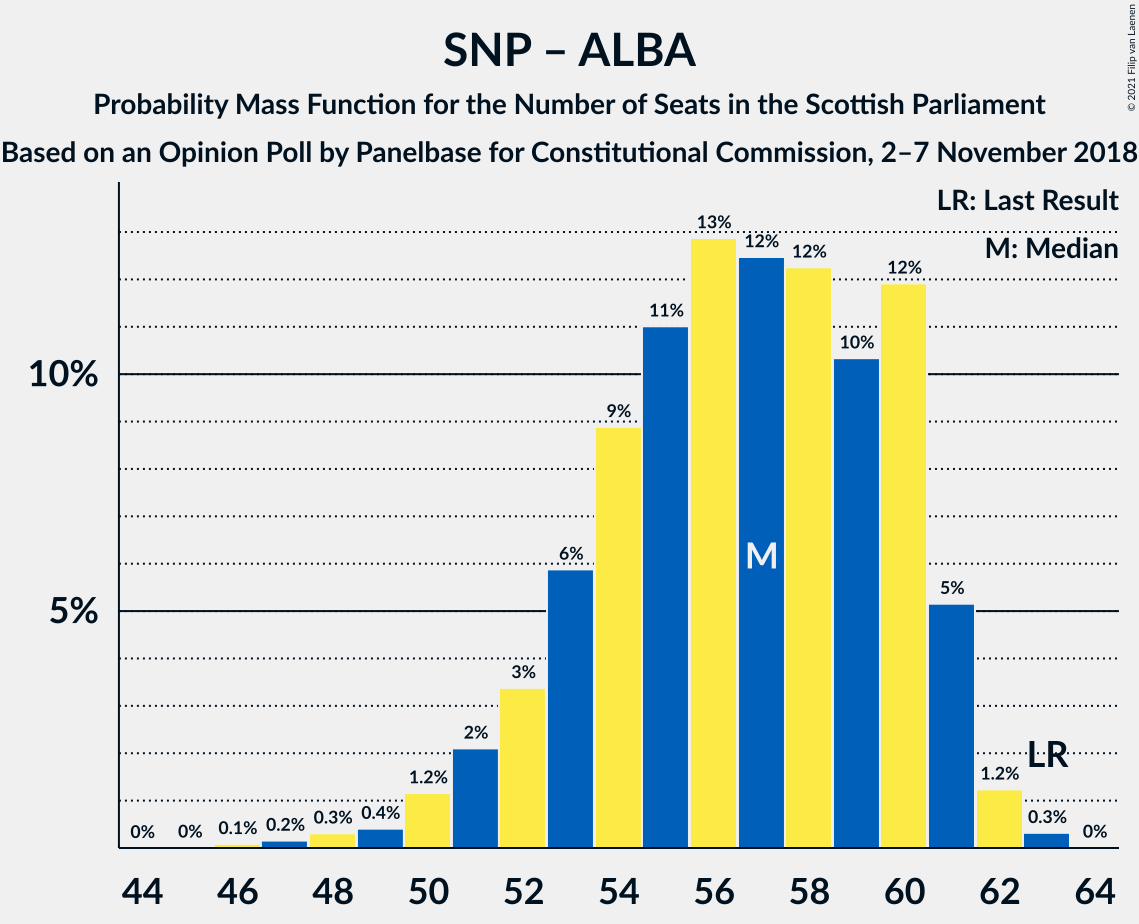 SNP – ALBA
Probability Mass Function for the Number of Seats in the Scottish Parliament
Based on an Opinion Poll by Panelbase for Constitutional Commission, 2–7 November 2018
© 2021 Filip van Laenen
LR: Last Result
M: Median
10%
5%
0%
0%
0.1%
0.2%
0.3%
0.4%
1.2%
2%
3%
6%
9%
11%
13%
12%
12%
10%
12%
5%
1.2%
0.3%
0%
M
LR
44 46 48 50 52 54 56 58 60 62 64